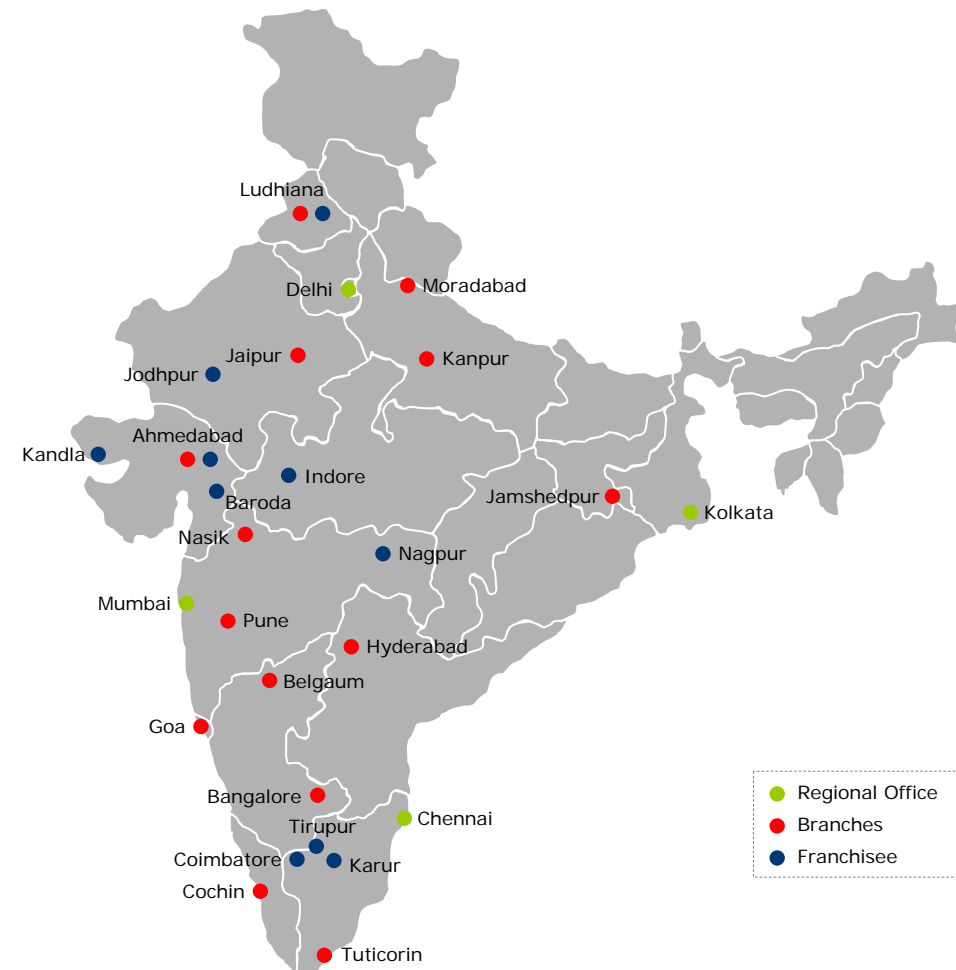 Ludhiana
Delhi
Moradabad
Jaipur
Kanpur
Jodhpur
Ahmedabad
Kandla
Indore
Baroda
Jamshedpur
Kolkata
Nasik
Nagpur
Mumbai
Pune
Hyderabad
Belgaum
Goa
Bangalore
Chennai
Tirupur
Coimbatore
Karur
Cochin
Tuticorin
Regional Office
Branches
Franchisee